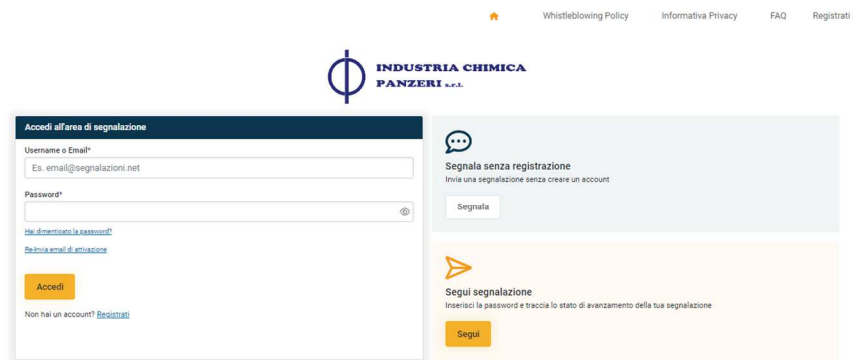 Whistleblowing Policy Informativa Privacy FAQ Registrati
INDUSTRIA CHIMICA
PANZERI s.r.l.
Accedi all'area di segnalazione
Username o Email*
Es. email@segnalazioni.net
Password*
Hai dimenticato la password?
Re-Invia email di attivazione
Accedi
Non hai un account? Registrati
Segnala senza registrazione
Invia una segnalazione senza creare un account
Segnala
Segui segnalazione
Inserisci la password e traccia lo stato di avanzamento della tua segnalazione
Segui